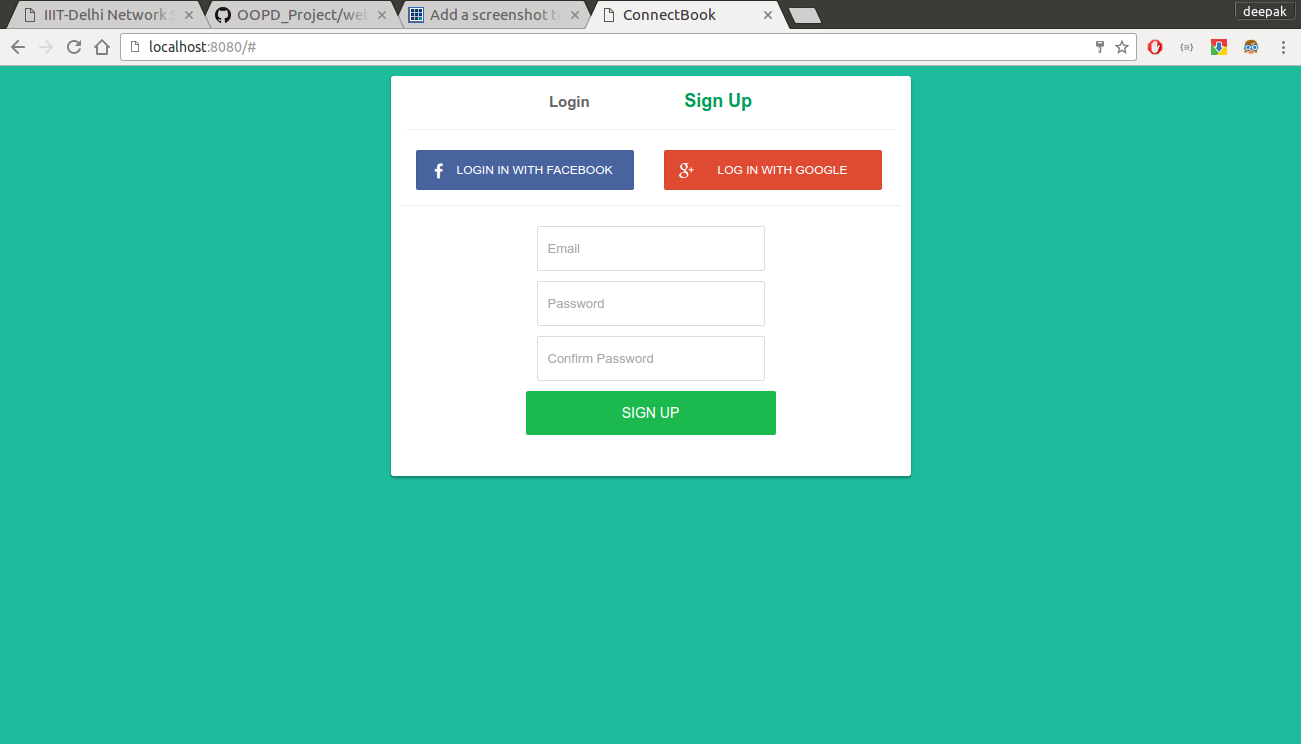 IIIT-Delhi Network S
OOPD_Project/web
Add a screenshot to
ConnectBook
deepak
localhost:8080/#
Login
Sign Up
LOGIN IN WITH FACEBOOK
LOG IN WITH GOOGLE
Email
Password
Confirm Password
SIGN UP